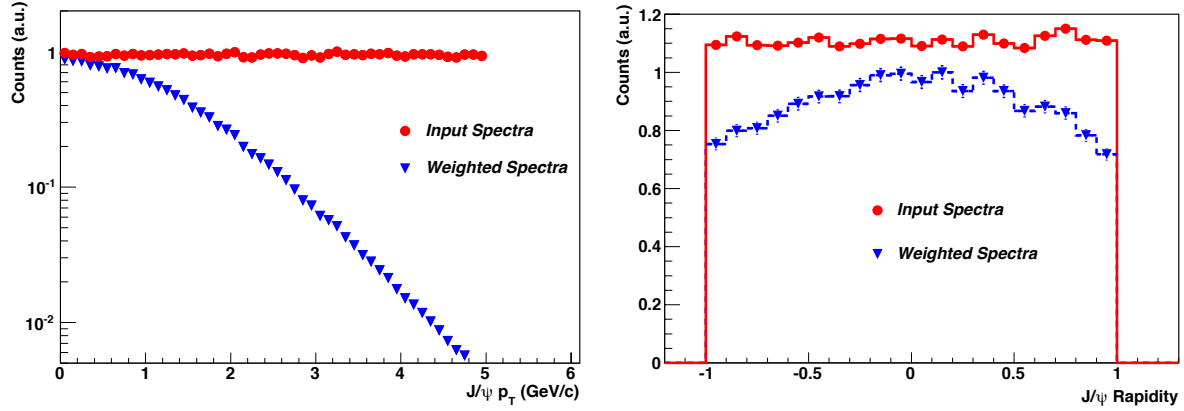 Counts (a.u.)
1
10⁻¹
10⁻²
Input Spectra
Weighted Spectra
0 1 2 3 4 5 6
J/ψ p_T (GeV/c)
Counts (a.u.)
1.2
1
0.8
0.6
0.4
0.2
0
Input Spectra
Weighted Spectra
-1 -0.5 0 0.5 1
J/ψ Rapidity